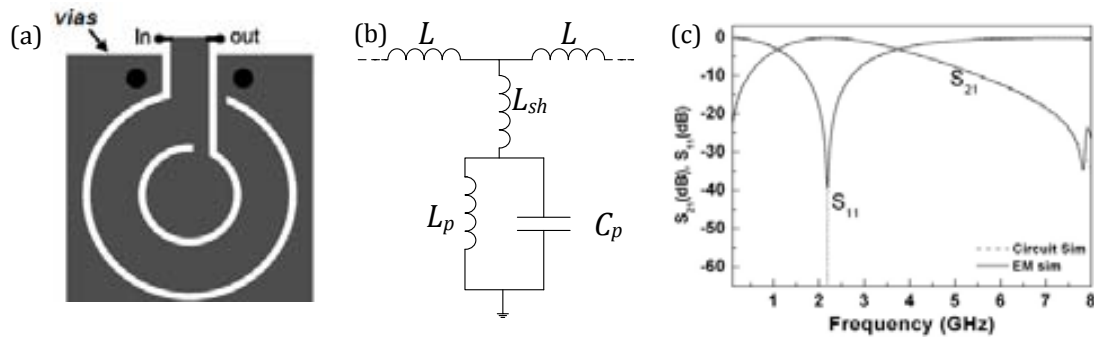 (a)
vias
In
out
(b)
L
L
L_sh
L_p
C_p
(c)
S_21(dB), S_11(dB)
0
-10
-20
-30
-40
-50
-60
S_21
S_11
Circuit Sim
EM sim
1 2 3 4 5 6 7 8
Frequency (GHz)